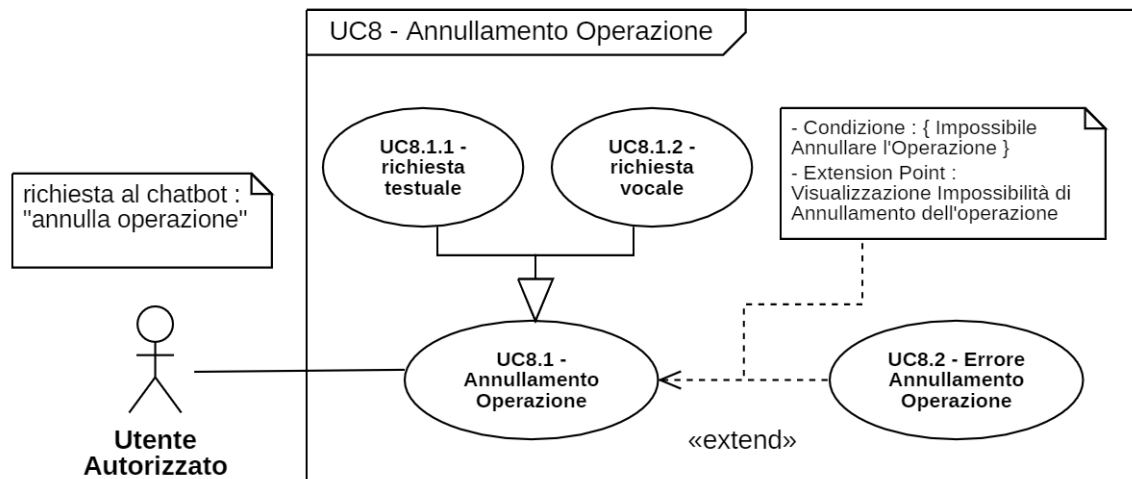 UC8 - Annullamento Operazione
UC8.1.1 -
richiesta
testuale
UC8.1.2 -
richiesta
vocale
- Condizione : { Impossibile
Annullare l'Operazione }
- Extension Point :
Visualizzazione Impossibilità di
Annullamento dell'operazione
richiesta al chatbot :
"annulla operazione"
UC8.1 -
Annullamento
Operazione
UC8.2 - Errore
Annullamento
Operazione
«extend»
Utente
Autorizzato